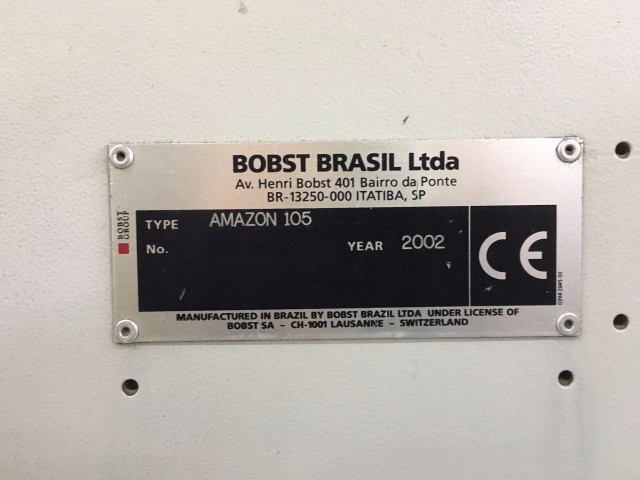 BOBST BRASIL Ltda
Av. Henri Bobst 401 Bairro da Ponte
BR-13250-000 ITATIBA, SP
BOBST
GROUP
TYPE AMAZON 105
No. YEAR 2002
CE
MANUFACTURED IN BRAZIL BY BOBST BRAZIL LTDA UNDER LICENSE OF
BOBST SA - CH-1001 LAUSANNE - SWITZERLAND